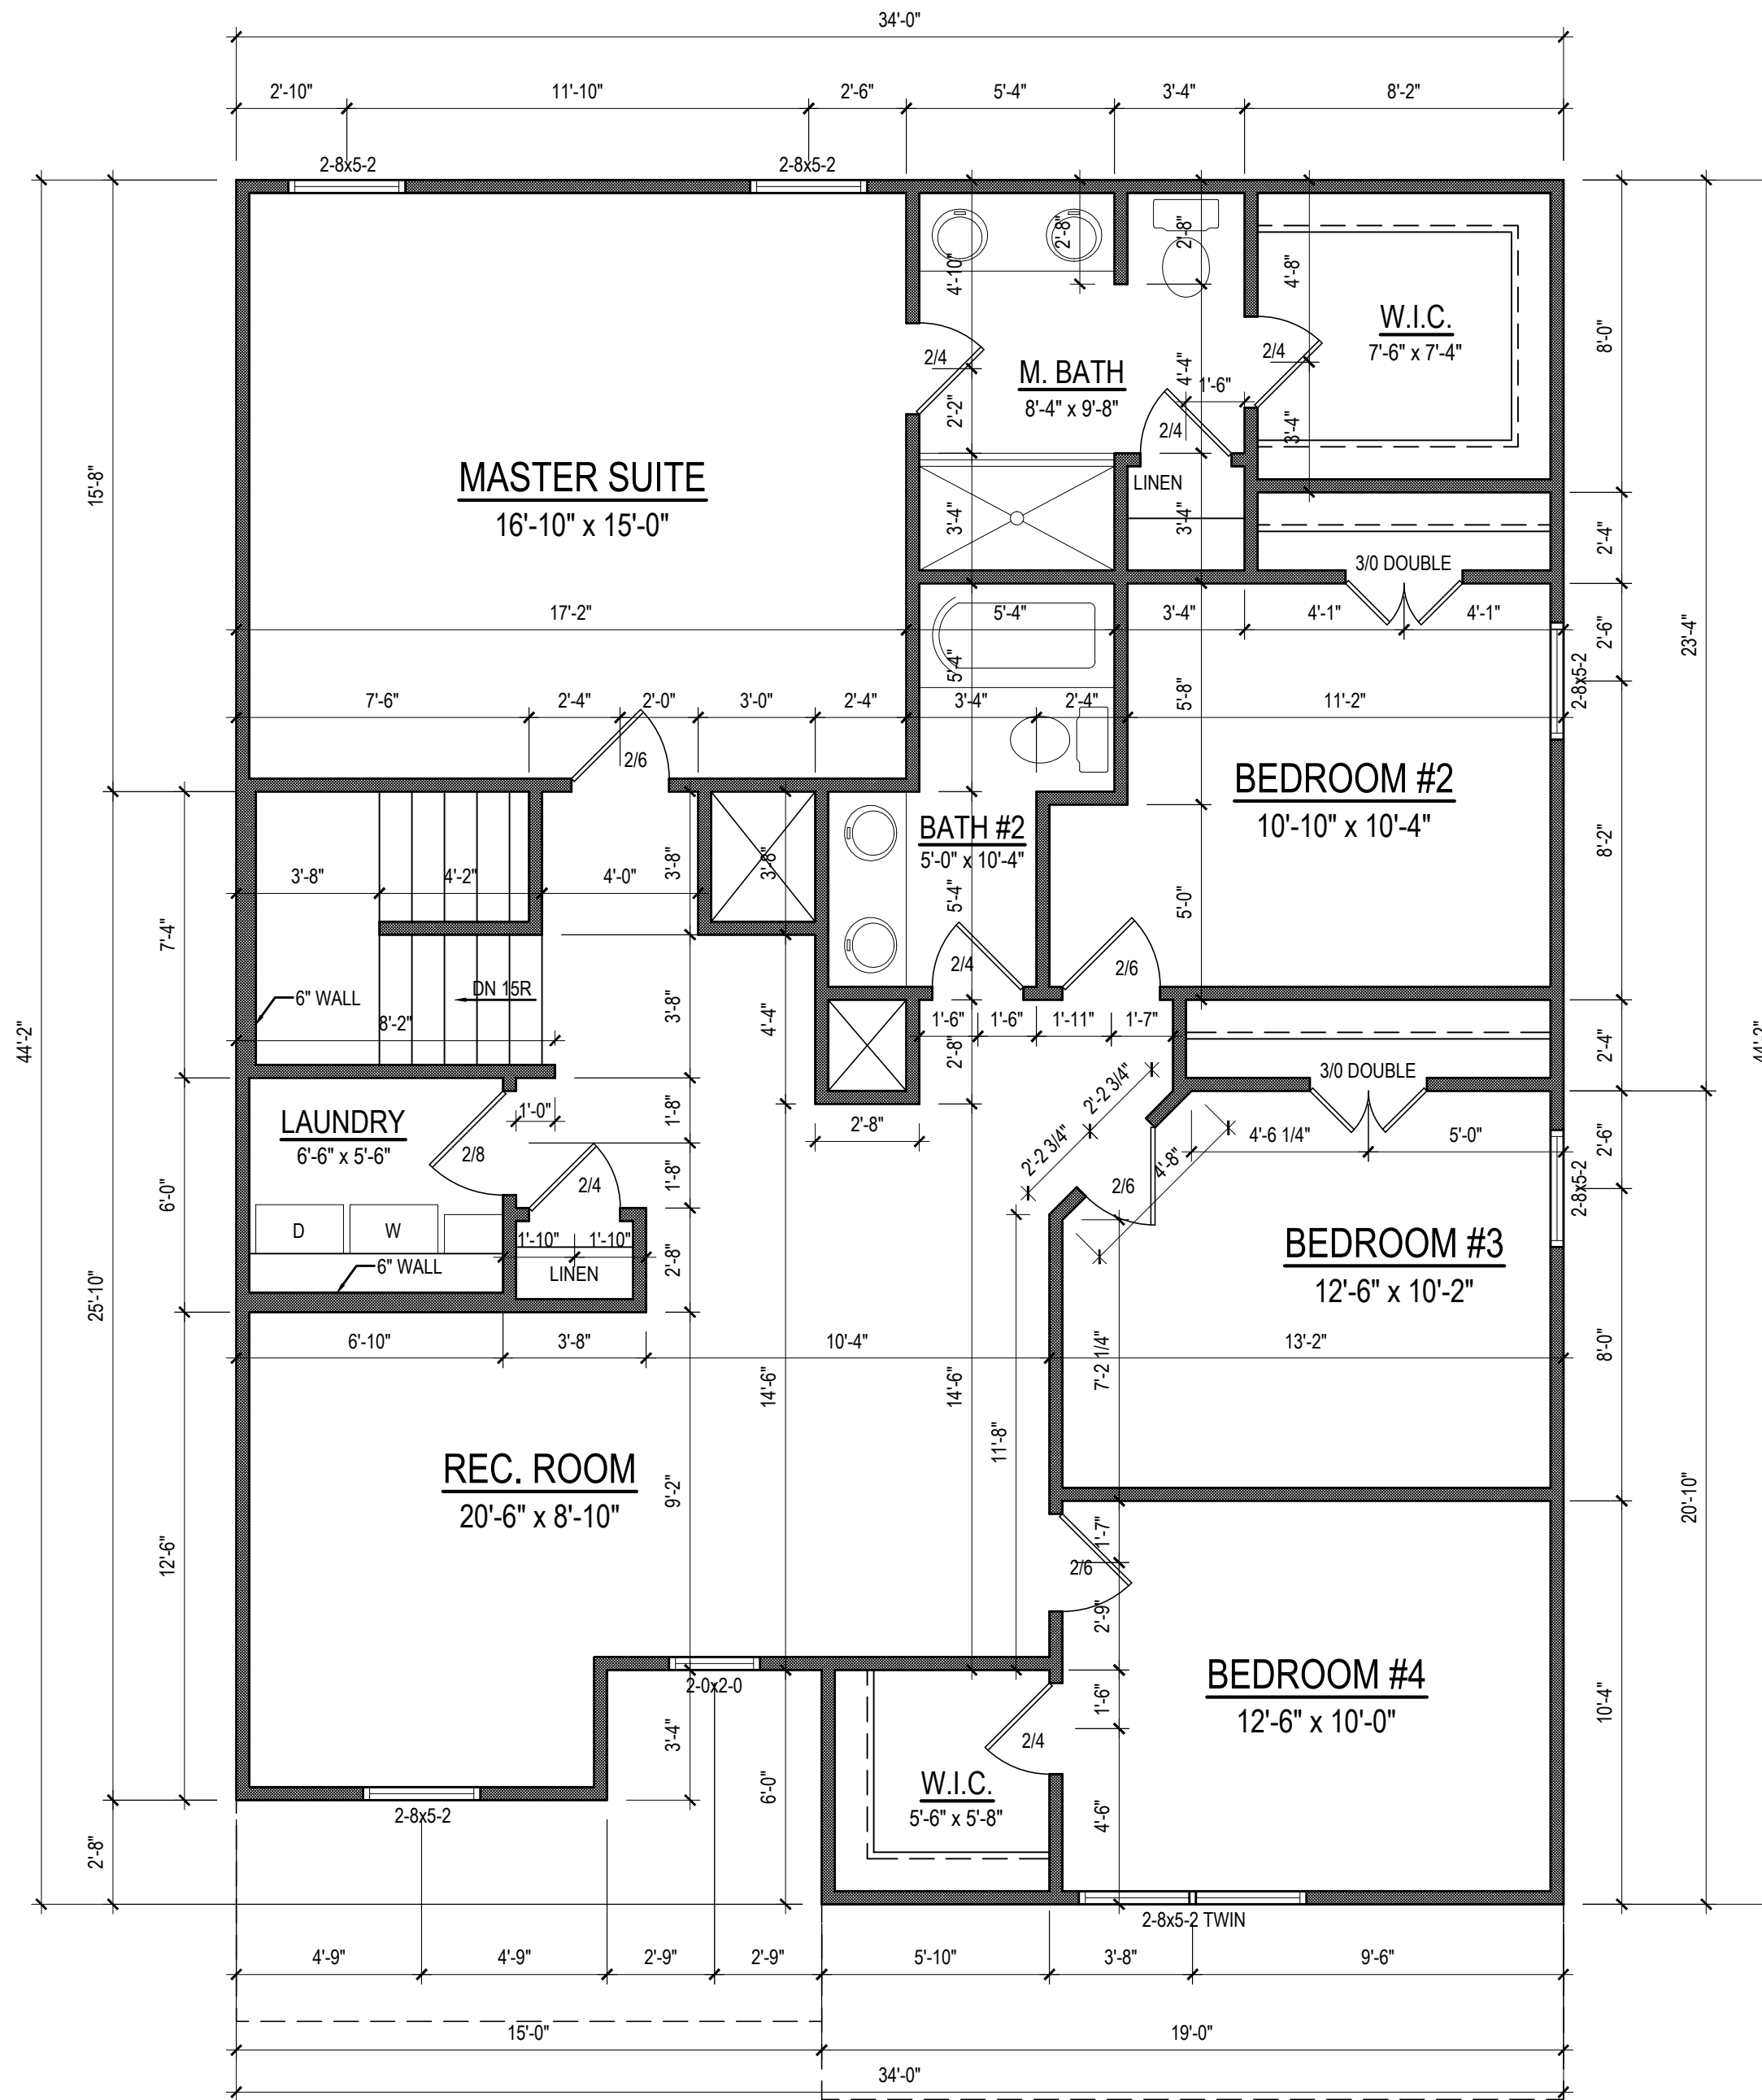 34'-0"
2'-10" 11'-10" 2'-6" 5'-4" 3'-4" 8'-2"
2-8x5-2 2-8x5-2
2'-8" 2'-8"
4'-10" 4'-8"
W.I.C.
7'-6" x 7'-4"
8'-0"
2/4 2/4
M. BATH
8'-4" x 9'-8"
4'-4" 1'-6"
2'-2" 2/4 3'-4"
15'-8"
MASTER SUITE
16'-10" x 15'-0"
LINEN
3'-4" 3'-4"
2'-4"
3/0 DOUBLE
17'-2" 5'-4" 3'-4" 4'-1" 4'-1"
2'-6" 23'-4"
5'-4" 2-8x5-2
7'-6" 2'-4" 2'-0" 3'-0" 2'-4" 3'-4" 2'-4" 5'-8" 11'-2"
2/6
BEDROOM #2
10'-10" x 10'-4"
BATH #2
5'-0" x 10'-4"
3'-8" 4'-2" 4'-0" 3'-8" 3'-8" 5'-4" 5'-0" 8'-2"
7'-4"
2/4 2/6
DN 15R
6" WALL
8'-2" 3'-8" 4'-4"
1'-6" 1'-6" 1'-11" 1'-7"
44'-2" 2'-8" 2'-4" 44'-2"
3/0 DOUBLE
2'-2 3/4"
LAUNDRY
6'-6" x 5'-6"
1'-0" 1'-8" 2'-8"
2'-2 3/4" 4'-8" 4'-6 1/4" 5'-0" 2'-6"
2/8 1'-8" 2/4 2/6 2-8x5-2
6'-0"
D W
1'-10" 1'-10" 2'-8"
6" WALL
LINEN
BEDROOM #3
12'-6" x 10'-2"
25'-10"
6'-10" 3'-8" 10'-4" 7'-2 1/4" 13'-2" 8'-0"
14'-6" 14'-6" 11'-8"
REC. ROOM
20'-6" x 8'-10"
9'-2"
20'-10"
12'-6" 1'-7"
2/6
2'-9"
BEDROOM #4
12'-6" x 10'-0"
2-0x2-0
1'-6" 10'-4"
3'-4" 2/4
6'-0"
W.I.C.
5'-6" x 5'-8"
2-8x5-2 4'-6"
2'-8"
2-8x5-2 TWIN
4'-9" 4'-9" 2'-9" 2'-9" 5'-10" 3'-8" 9'-6"
15'-0" 19'-0"
34'-0"